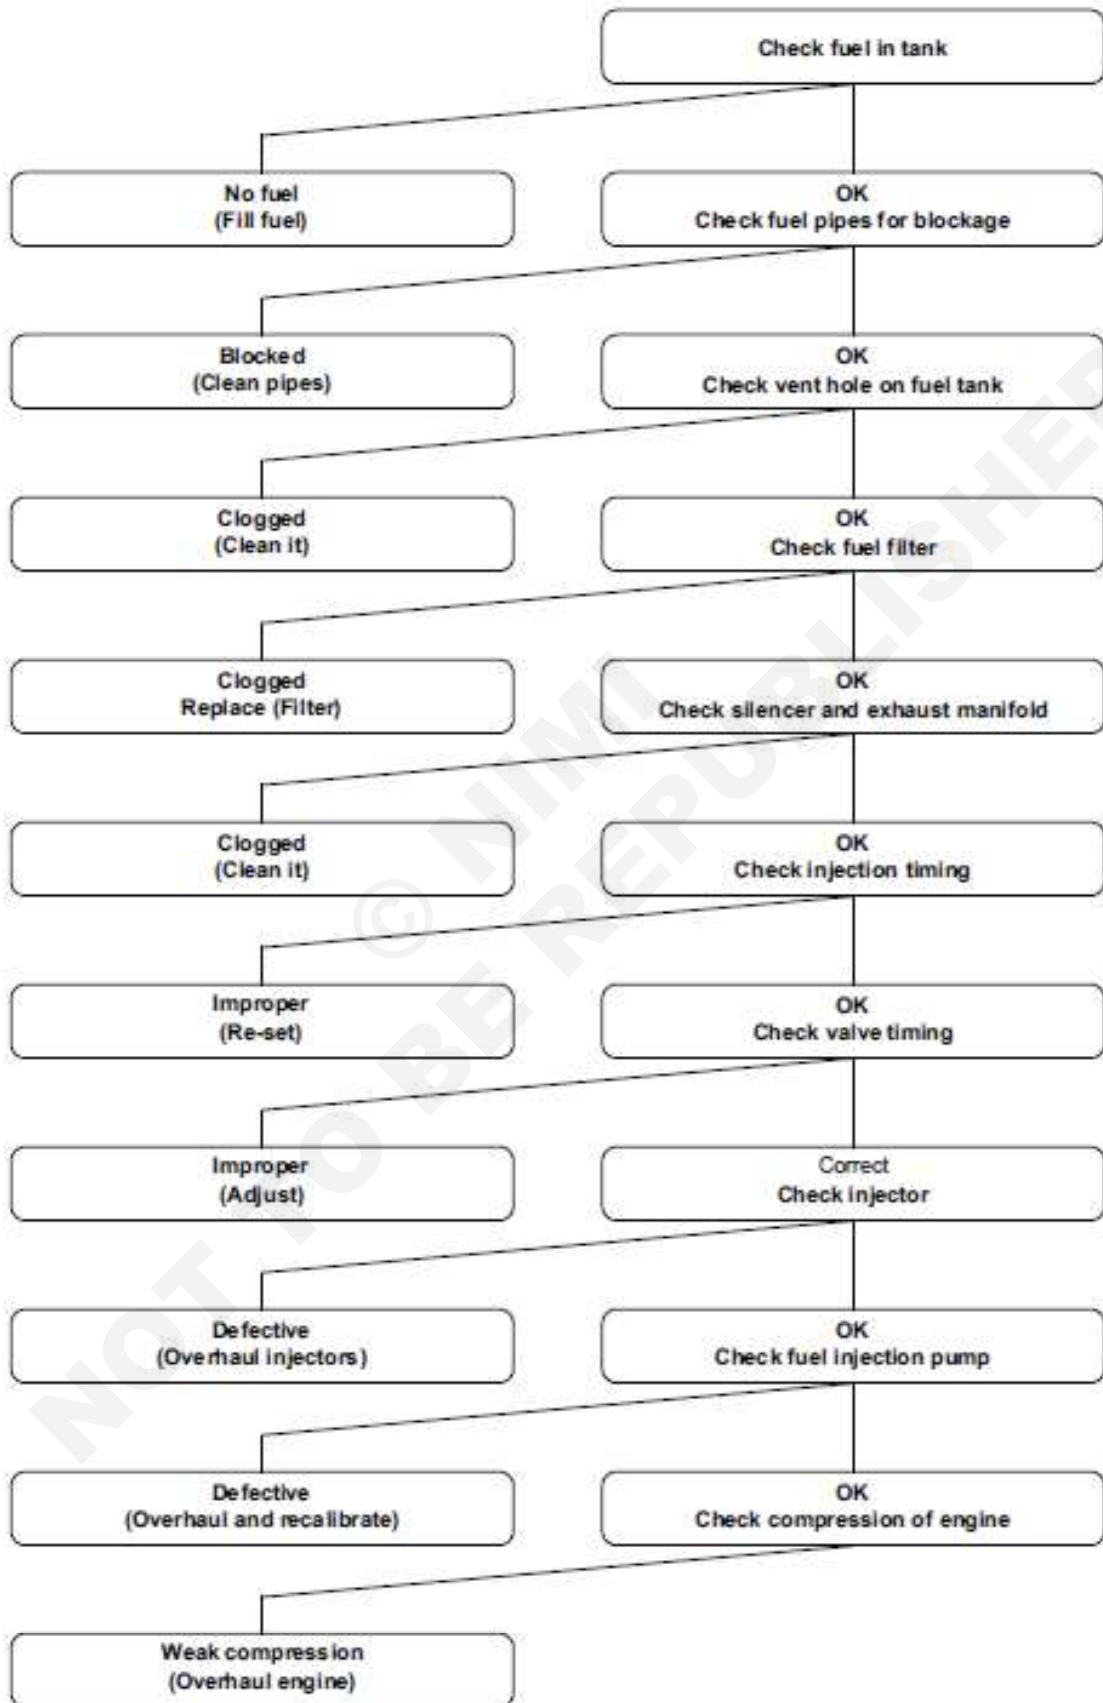 Check fuel in tank
No fuel
(Fill fuel)
OK
Check fuel pipes for blockage
Blocked
(Clean pipes)
OK
Check vent hole on fuel tank
Clogged
(Clean it)
OK
Check fuel filter
Clogged
Replace (Filter)
OK
Check silencer and exhaust manifold
Clogged
(Clean it)
OK
Check injection timing
Improper
(Re-set)
OK
Check valve timing
Improper
(Adjust)
Correct
Check injector
Defective
(Overhaul injectors)
OK
Check fuel injection pump
Defective
(Overhaul and recalibrate)
OK
Check compression of engine
Weak compression
(Overhaul engine)
© NIMI
NOT TO BE REPUBLISHED